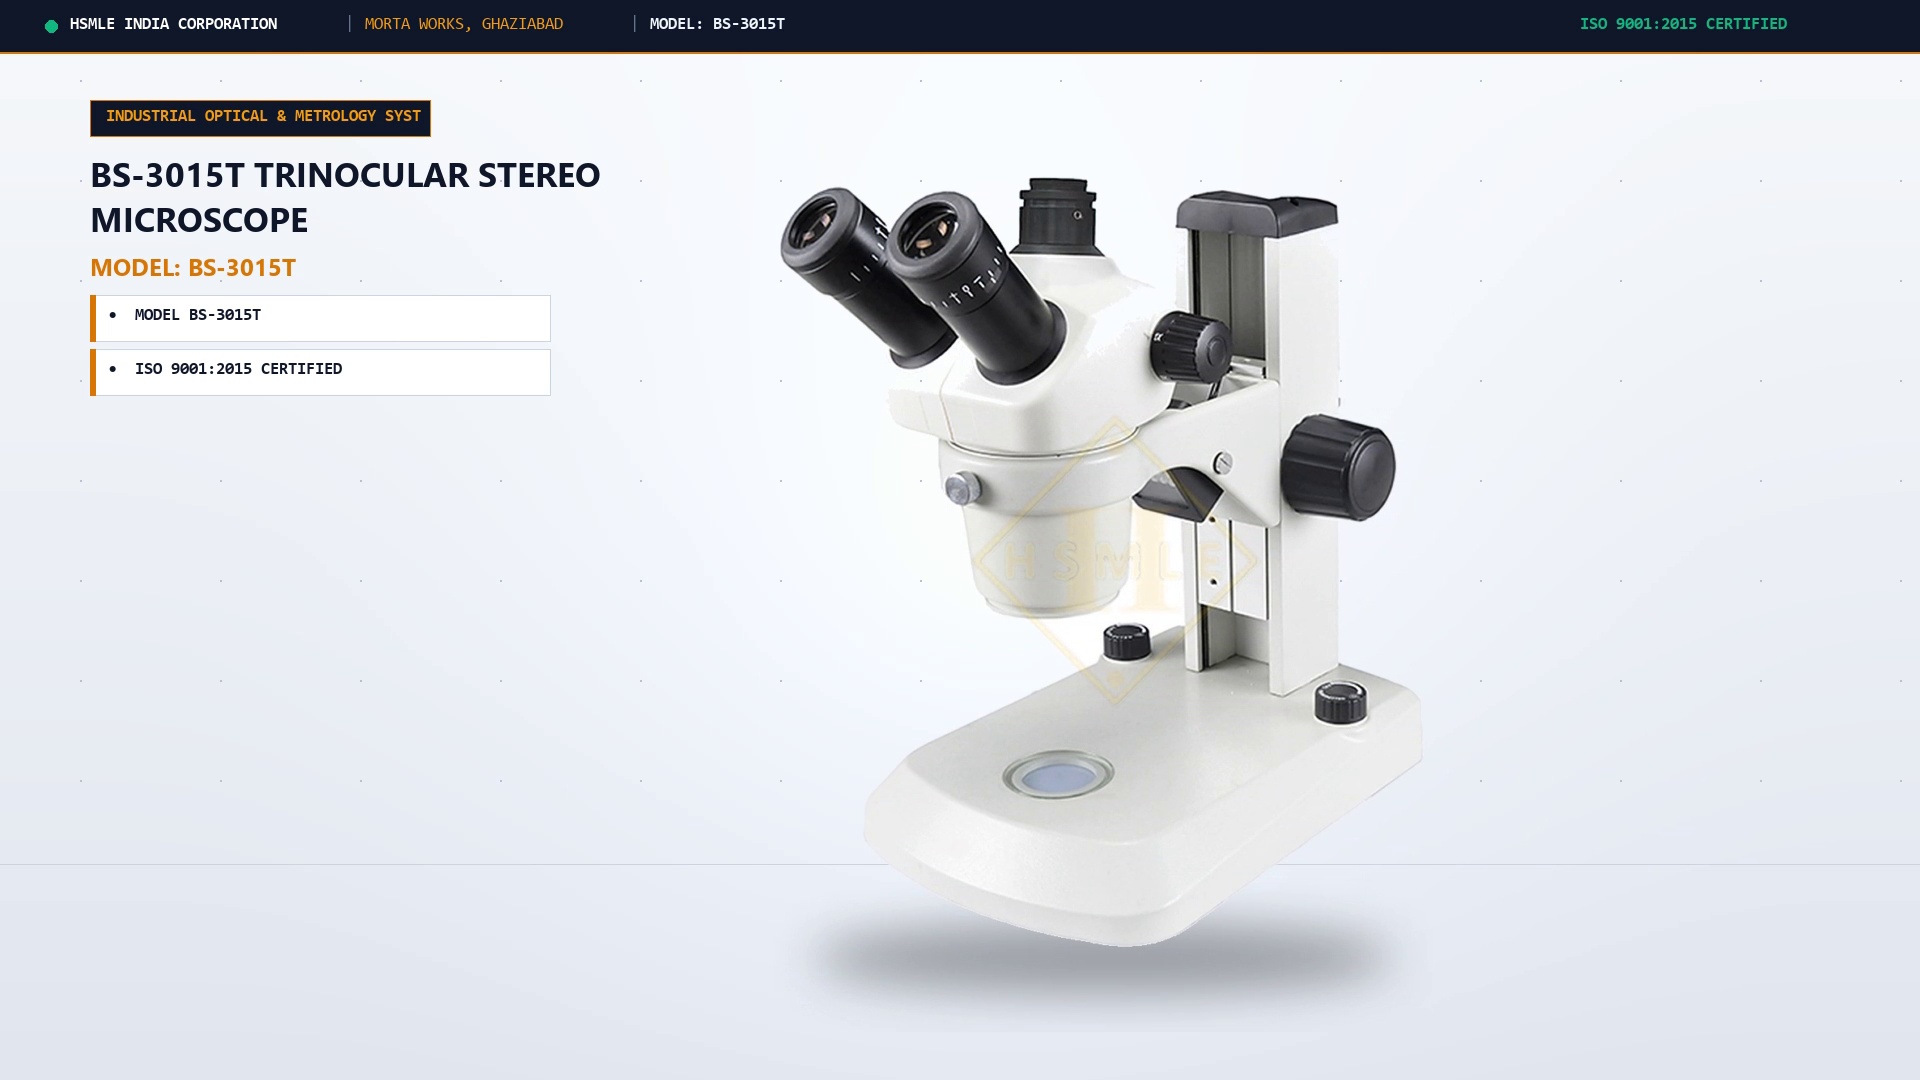 HSMLE INDIA CORPORATION
MORTA WORKS, GHAZIABAD
MODEL: BS-3015T
ISO 9001:2015 CERTIFIED
INDUSTRIAL OPTICAL & METROLOGY SYST
BS-3015T TRINOCULAR STEREO
MICROSCOPE
MODEL: BS-3015T
• MODEL BS-3015T
• ISO 9001:2015 CERTIFIED
HSMLE